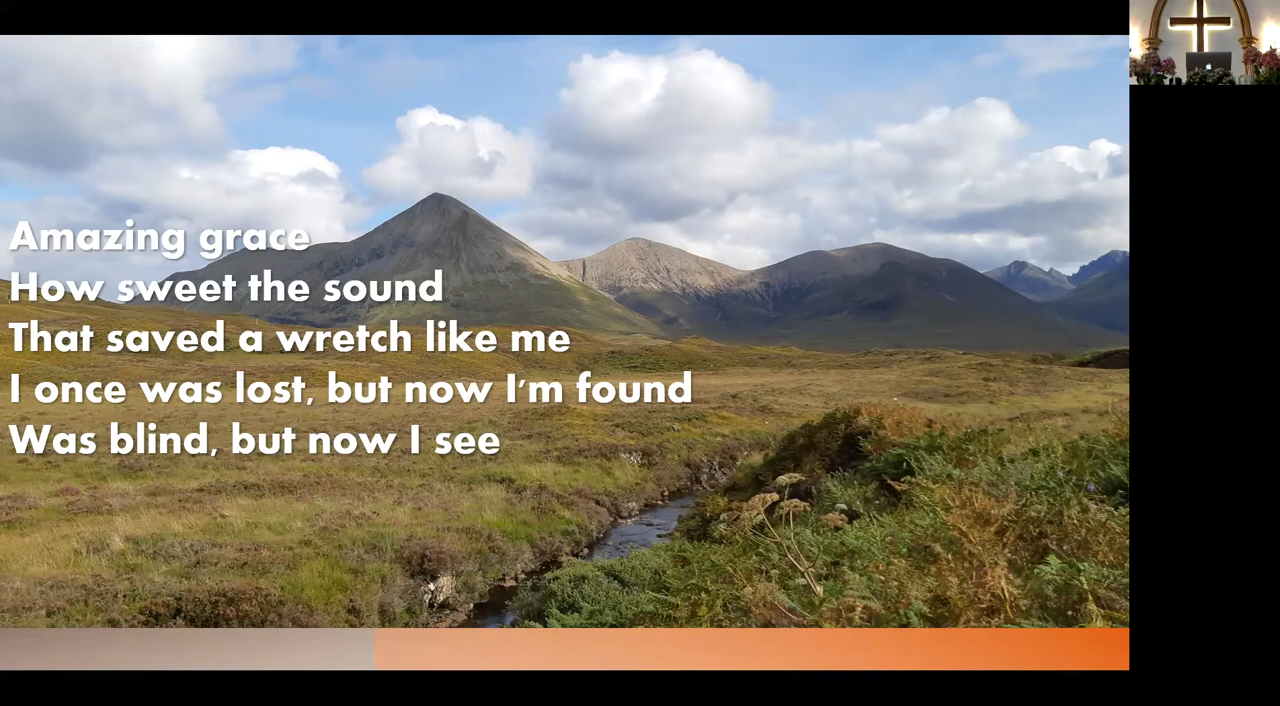 Amazing grace
How sweet the sound
That saved a wretch like me
I once was lost, but now I'm found
Was blind, but now I see